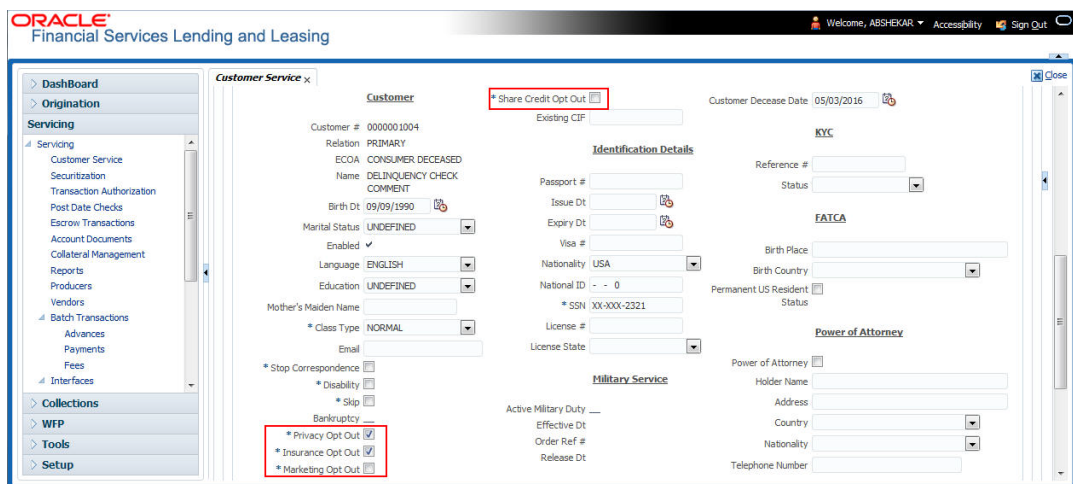 ORACLE®
Financial Services Lending and Leasing
Welcome, ABSHEKAR
Accessibility
Sign Out
DashBoard
Origination
Servicing
Servicing
Customer Service
Securitization
Transaction Authorization
Post Date Checks
Escrow Transactions
Account Documents
Collateral Management
Reports
Producers
Vendors
Batch Transactions
Advances
Payments
Fees
Interfaces
Collections
WFP
Tools
Setup
Customer Service x
Close
Customer
Customer # 0000001004
Relation PRIMARY
ECOA CONSUMER DECEASED
Name DELINQUENCY CHECK
COMMENT
Birth Dt 09/09/1990
Marital Status UNDEFINED
Enabled
Language ENGLISH
Education UNDEFINED
Mother's Maiden Name
* Class Type NORMAL
Email
* Stop Correspondence
* Disability
* Skip
Bankruptcy __
* Privacy Opt Out
* Insurance Opt Out
* Marketing Opt Out
* Share Credit Opt Out
Existing CIF
Identification Details
Passport #
Issue Dt
Expiry Dt
Visa #
Nationality USA
National ID - - 0
* SSN XX-XXX-2321
License #
License State
Military Service
Active Military Duty __
Effective Dt
Order Ref #
Release Dt
Customer Decease Date 05/03/2016
KYC
Reference #
Status
FATCA
Birth Place
Birth Country
Permanent US Resident
Status
Power of Attorney
Power of Attorney
Holder Name
Address
Country
Nationality
Telephone Number